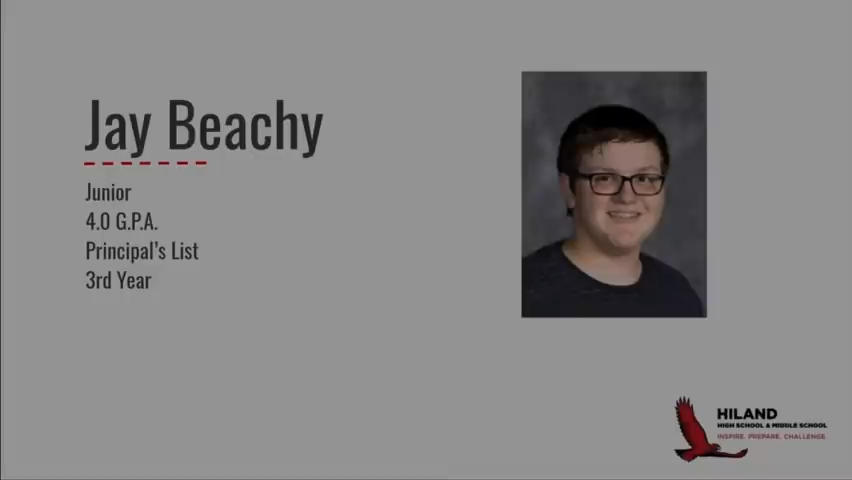 Jay Beachy
Junior
4.0 G.P.A.
Principal's List
3rd Year
HILAND
HIGH SCHOOL & MIDDLE SCHOOL
INSPIRE. PREPARE. CHALLENGE.